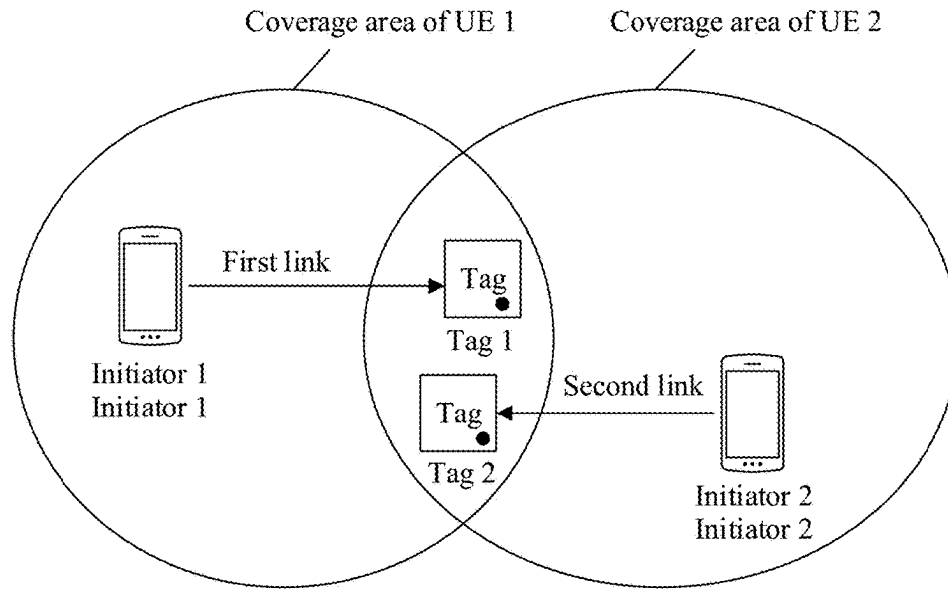 Coverage area of UE 1
Coverage area of UE 2
First link
Tag
Tag 1
Initiator 1
Initiator 1
Second link
Tag
Tag 2
Initiator 2
Initiator 2